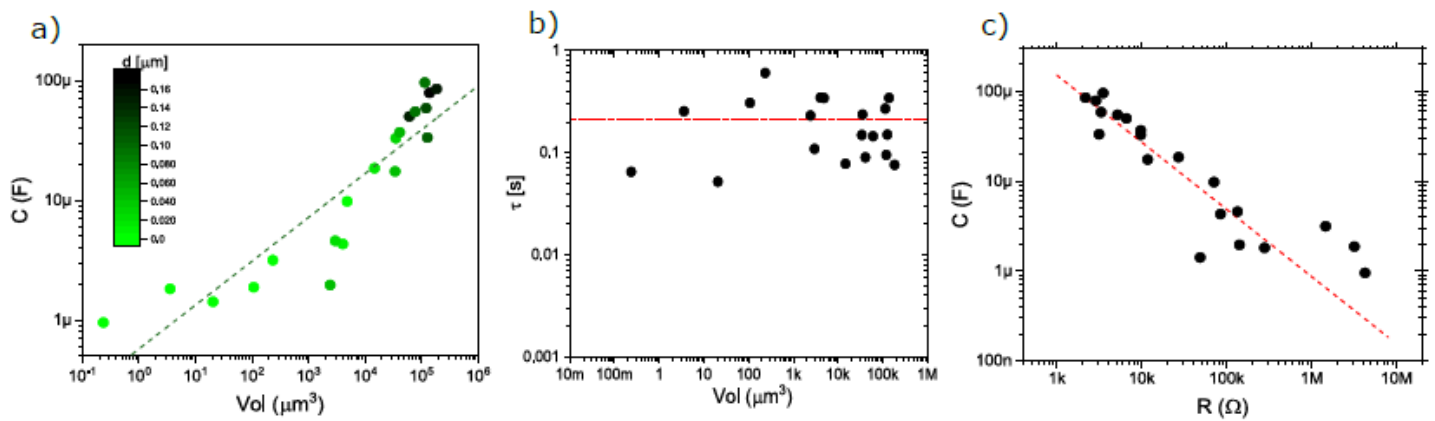 a)
d [μm]
0,16
0,14
0,12
0,10
0,080
0,060
0,040
0.020
0,0
100μ
10μ
1μ
C (F)
10⁻¹ 10⁰ 10¹ 10² 10³ 10⁴ 10⁵ 10⁶
Vol (μm³)
b)
1
0,1
0,01
0,001
τ [s]
10m 100m 1 10 100 1k 10k 100k 1M
Vol (μm³)
c)
100μ
10μ
1μ
100n
C (F)
1k 10k 100k 1M 10M
R (Ω)